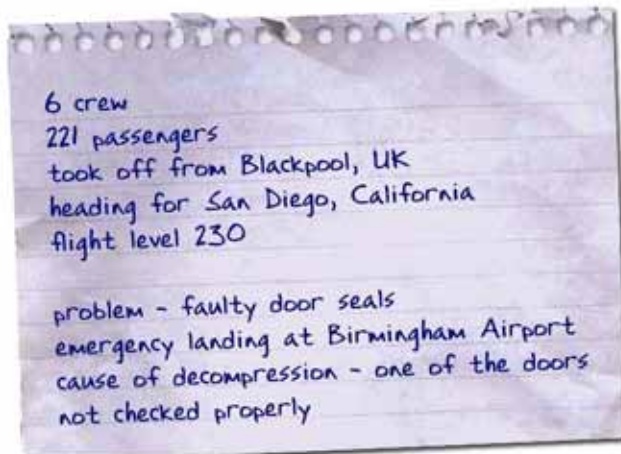 6 crew
221 passengers
took off from Blackpool, UK
heading for San Diego, California
flight level 230
problem - faulty door seals
emergency landing at Birmingham Airport
cause of decompression - one of the doors
not checked properly